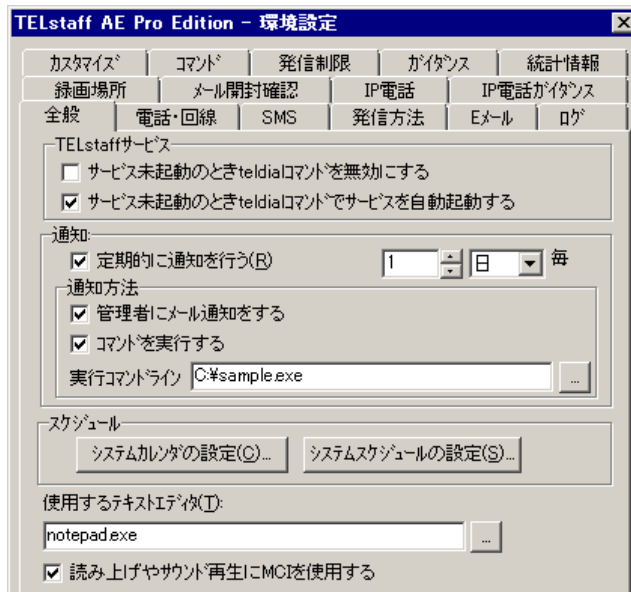 TELstaff AE Pro Edition - 環境設定
カスタマイズ コマンド 発信制限 ガイダンス 統計情報
録画場所 メール開封確認 IP電話 IP電話ガイダンス
全般 電話・回線 SMS 発信方法 Eメール ログ
TELstaffサービス
サービス未起動のときteldialコマンドを無効にする
サービス未起動のときteldialコマンドでサービスを自動起動する
通知:
定期的に通知を行う(R) 1 日 毎
通知方法
管理者にメール通知をする
コマンドを実行する
実行コマンドライン C:¥sample.exe ...
スケジュール
システムカレンダの設定(C)... システムスケジュールの設定(S)...
使用するテキストエディタ(T):
notepad.exe ...
読み上げやサウンド再生にMCIを使用する